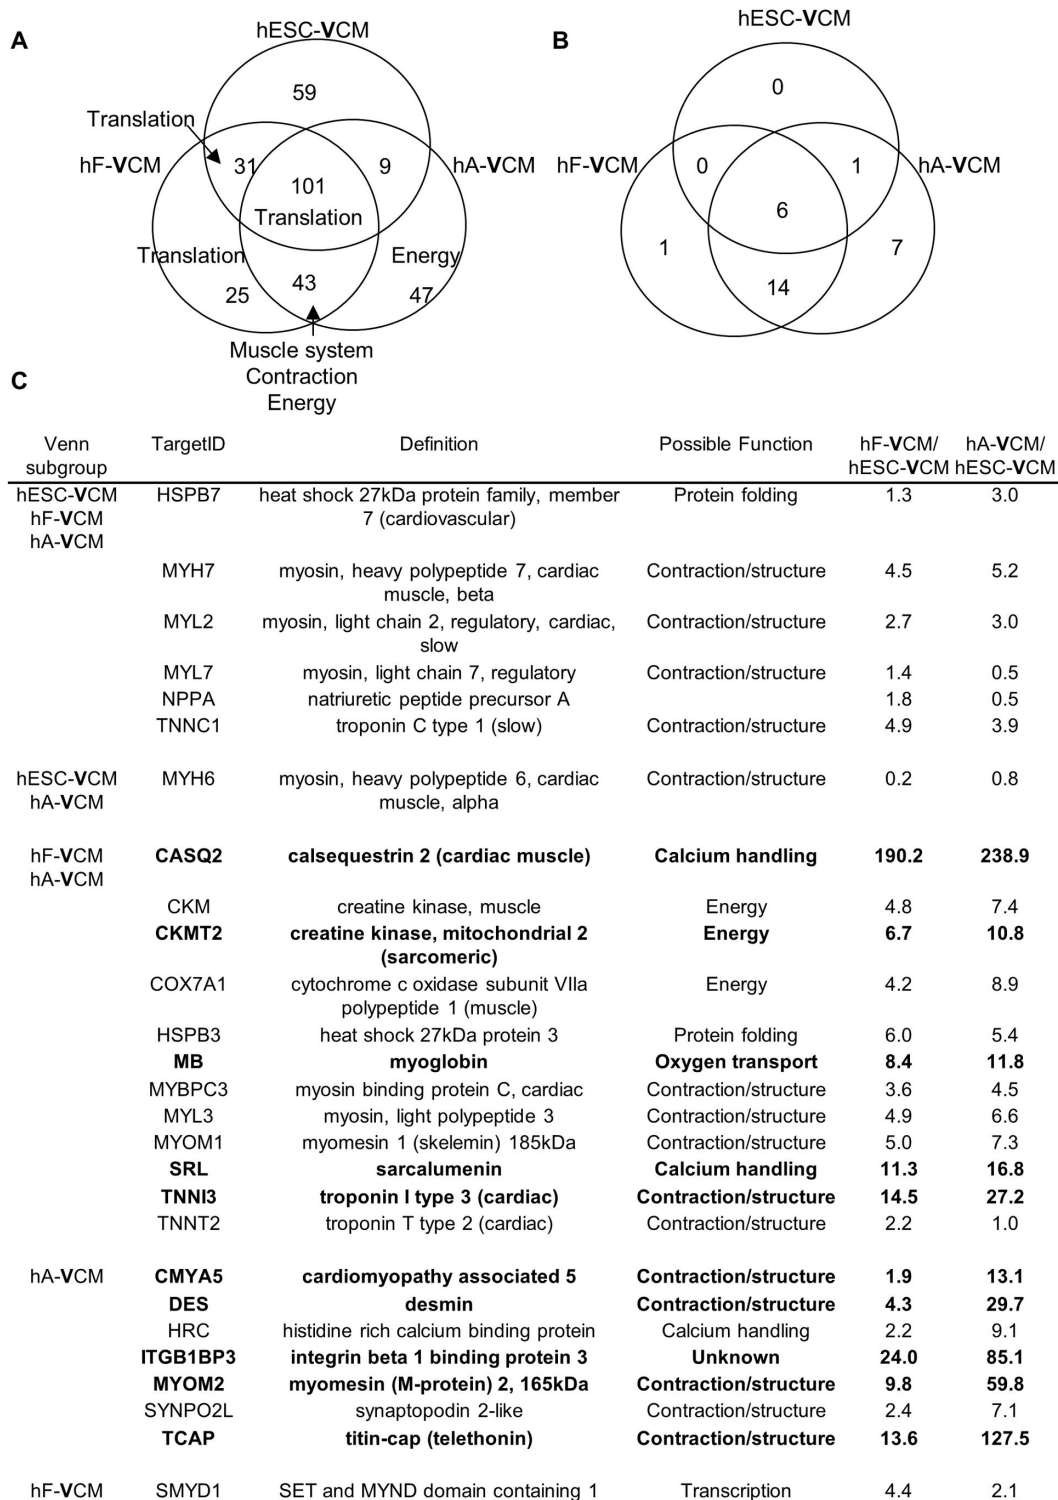 A
hESC-VCM
59
Translation
hF-VCM
31
9
hA-VCM
101
Translation
Translation
Energy
43
25
47
Muscle system
Contraction
Energy
B
hESC-VCM
0
hF-VCM
0
1
hA-VCM
6
1
7
14
C
Venn subgroup TargetID Definition Possible Function hF-VCM/ hESC-VCM hA-VCM/ hESC-VCM
hESC-VCM HSPB7 heat shock 27kDa protein family, member Protein folding 1.3 3.0
hF-VCM 7 (cardiovascular)
hA-VCM
MYH7 myosin, heavy polypeptide 7, cardiac Contraction/structure 4.5 5.2
muscle, beta
MYL2 myosin, light chain 2, regulatory, cardiac, Contraction/structure 2.7 3.0
slow
MYL7 myosin, light chain 7, regulatory Contraction/structure 1.4 0.5
NPPA natriuretic peptide precursor A 1.8 0.5
TNNC1 troponin C type 1 (slow) Contraction/structure 4.9 3.9
hESC-VCM MYH6 myosin, heavy polypeptide 6, cardiac Contraction/structure 0.2 0.8
hA-VCM muscle, alpha
hF-VCM CASQ2 calsequestrin 2 (cardiac muscle) Calcium handling 190.2 238.9
hA-VCM
CKM creatine kinase, muscle Energy 4.8 7.4
CKMT2 creatine kinase, mitochondrial 2 Energy 6.7 10.8
(sarcomeric)
COX7A1 cytochrome c oxidase subunit VIIa Energy 4.2 8.9
polypeptide 1 (muscle)
HSPB3 heat shock 27kDa protein 3 Protein folding 6.0 5.4
MB myoglobin Oxygen transport 8.4 11.8
MYBPC3 myosin binding protein C, cardiac Contraction/structure 3.6 4.5
MYL3 myosin, light polypeptide 3 Contraction/structure 4.9 6.6
MYOM1 myomesin 1 (skelemin) 185kDa Contraction/structure 5.0 7.3
SRL sarcalumenin Calcium handling 11.3 16.8
TNNI3 troponin I type 3 (cardiac) Contraction/structure 14.5 27.2
TNNT2 troponin T type 2 (cardiac) Contraction/structure 2.2 1.0
hA-VCM CMYA5 cardiomyopathy associated 5 Contraction/structure 1.9 13.1
DES desmin Contraction/structure 4.3 29.7
HRC histidine rich calcium binding protein Calcium handling 2.2 9.1
ITGB1BP3 integrin beta 1 binding protein 3 Unknown 24.0 85.1
MYOM2 myomesin (M-protein) 2, 165kDa Contraction/structure 9.8 59.8
SYNPO2L synaptopodin 2-like Contraction/structure 2.4 7.1
TCAP titin-cap (telethonin) Contraction/structure 13.6 127.5
hF-VCM SMYD1 SET and MYND domain containing 1 Transcription 4.4 2.1